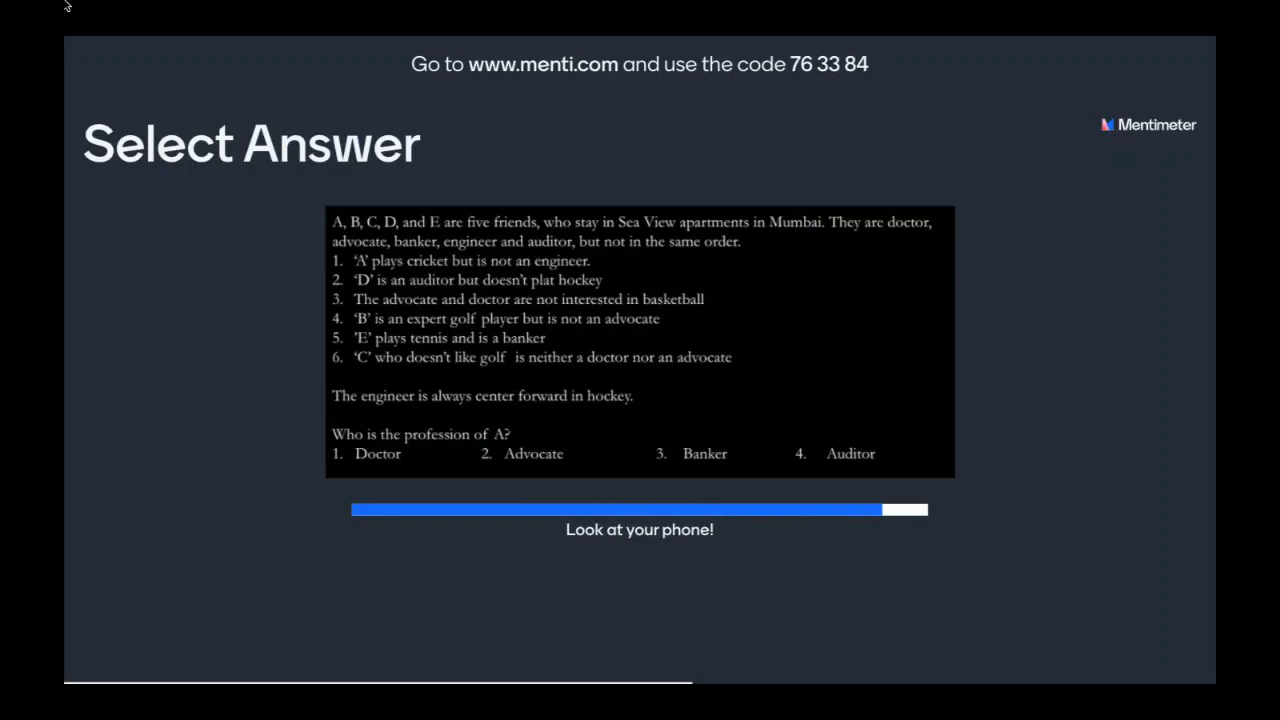 Go to www.menti.com and use the code 76 33 84
Mentimeter
Select Answer
A, B, C, D, and E are five friends, who stay in Sea View apartments in Mumbai. They are doctor,
advocate, banker, engineer and auditor, but not in the same order.
1. ‘A’ plays cricket but is not an engineer.
2. ‘D’ is an auditor but doesn’t plat hockey
3. The advocate and doctor are not interested in basketball
4. ‘B’ is an expert golf player but is not an advocate
5. ’E’ plays tennis and is a banker
6. ‘C’ who doesn’t like golf is neither a doctor nor an advocate
The engineer is always center forward in hockey.
Who is the profession of A?
1. Doctor 2. Advocate 3. Banker 4. Auditor
Look at your phone!